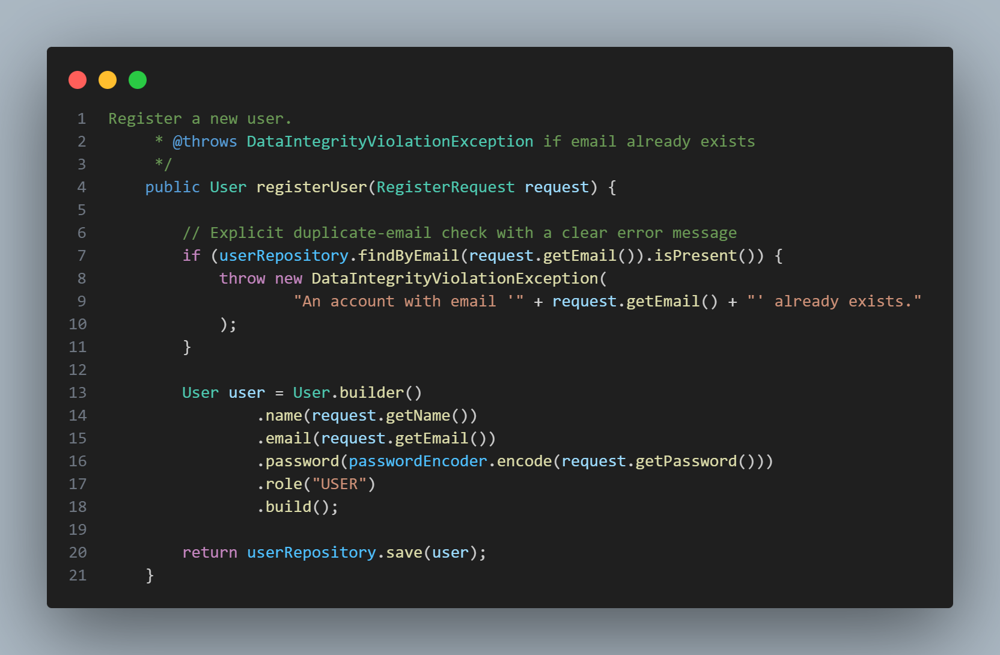 1 Register a new user.
2 * @throws DataIntegrityViolationException if email already exists
3 */
4 public User registerUser(RegisterRequest request) {
5
6 // Explicit duplicate-email check with a clear error message
7 if (userRepository.findByEmail(request.getEmail()).isPresent()) {
8 throw new DataIntegrityViolationException(
9 "An account with email '" + request.getEmail() + "' already exists."
10 );
11 }
12
13 User user = User.builder()
14 .name(request.getName())
15 .email(request.getEmail())
16 .password(passwordEncoder.encode(request.getPassword()))
17 .role("USER")
18 .build();
19
20 return userRepository.save(user);
21 }